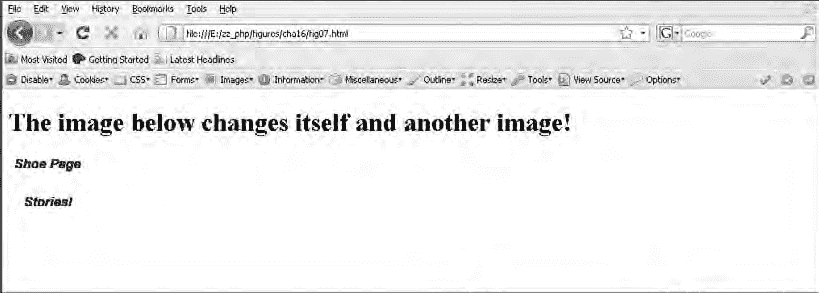 File Edit View History Bookmarks Tools Help
file:///E:/zz_php/figures/cha16/fig07.html
G Google
Most Visited Getting Started Latest Headlines
Disable Cookies CSS Forms Images Information Miscellaneous Outline Resize Tools View Source Options
The image below changes itself and another image!
Shoe Page
Stories!